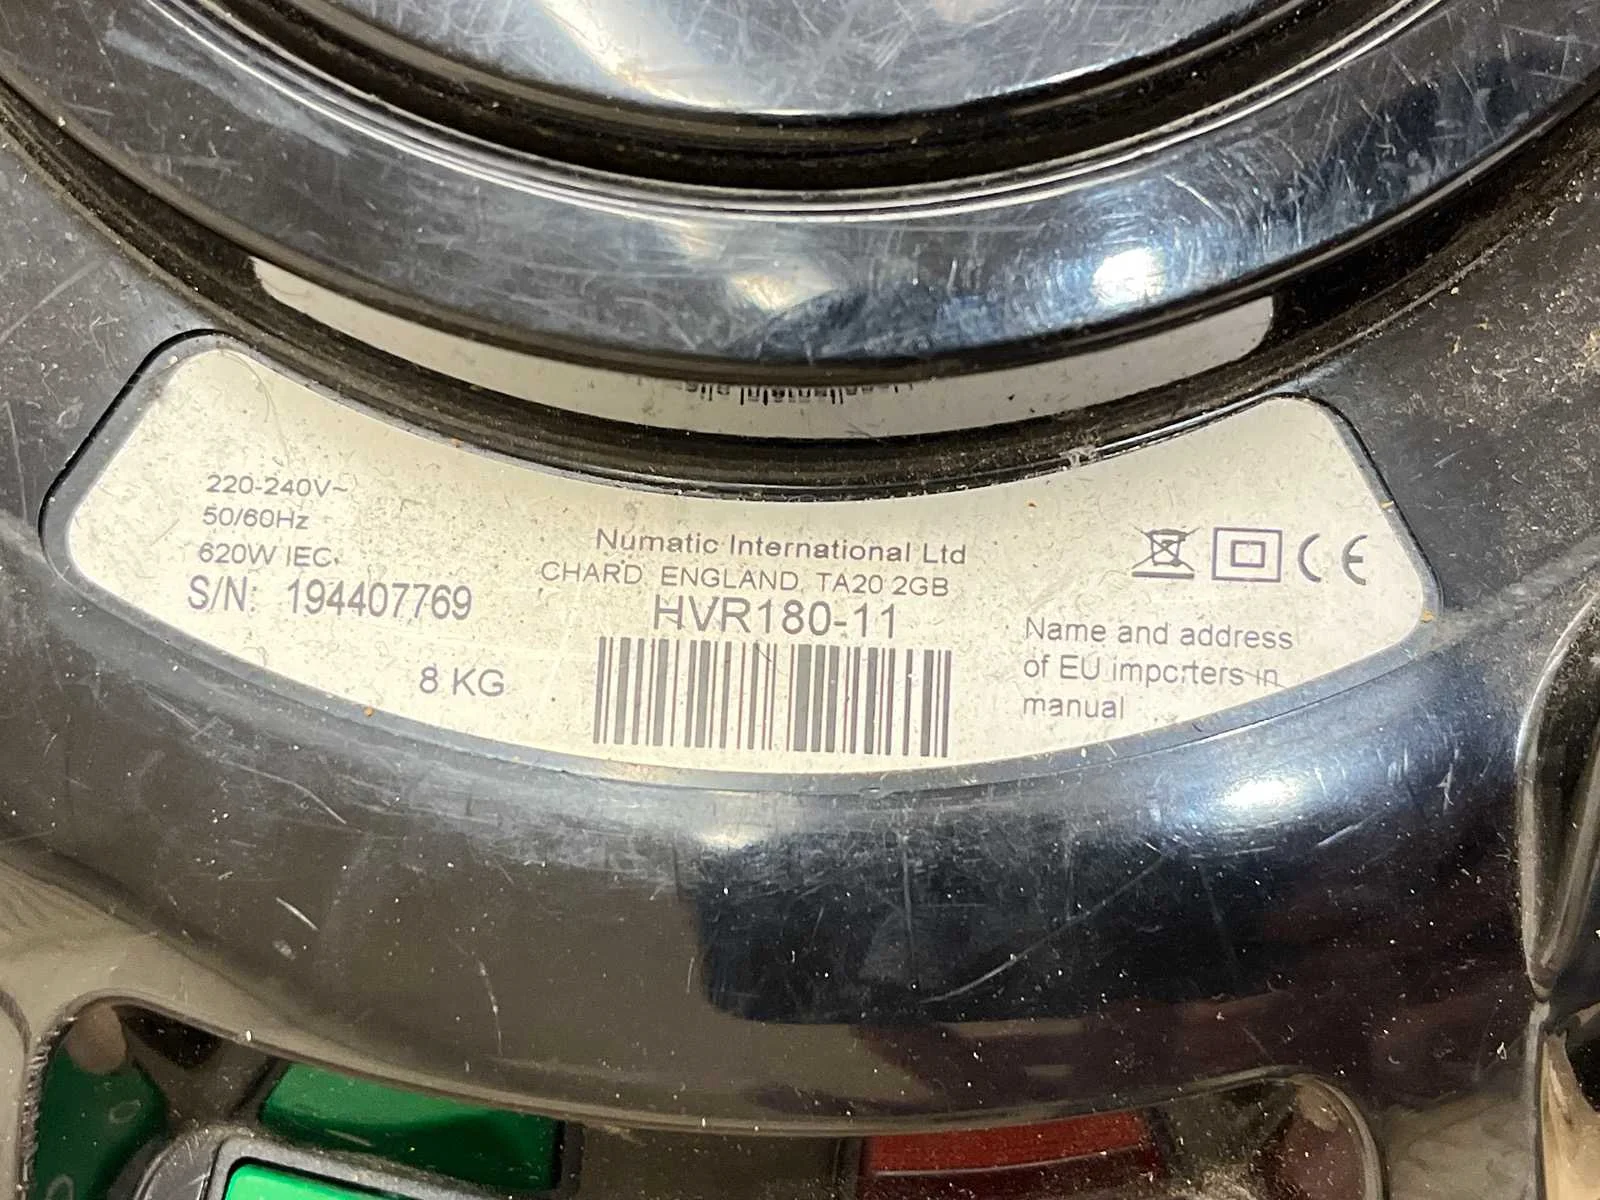 220-240V~
50/60Hz
620W IEC.
S/N: 194407769
8 KG
Numatic International Ltd
CHARD, ENGLAND, TA20 2GB
HVR180-11
CE
Name and address
of EU importers in
manual